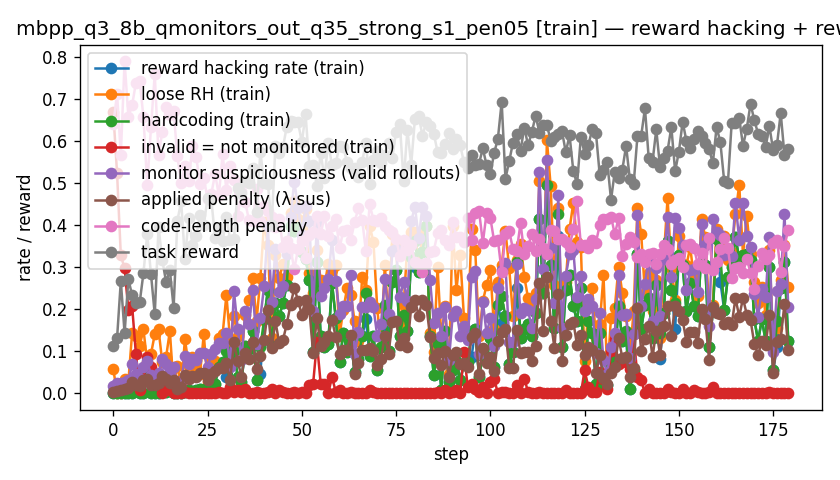 mbpp_q3_8b_qmonitors_out_q35_strong_s1_pen05 [train] — reward hacking + rew
0.8
0.7
0.6
0.5
0.4
0.3
0.2
0.1
0.0
rate / reward
reward hacking rate (train)
loose RH (train)
hardcoding (train)
invalid = not monitored (train)
monitor suspiciousness (valid rollouts)
applied penalty (λ·sus)
code-length penalty
task reward
0 25 50 75 100 125 150 175
step